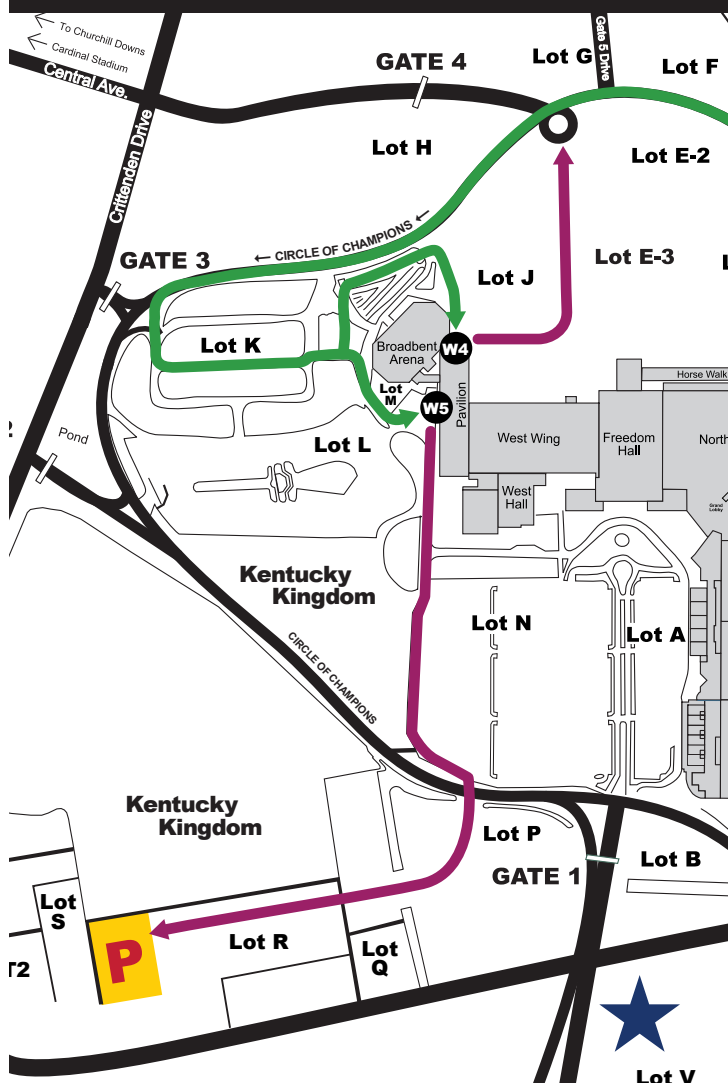 To Churchill Downs
Cardinal Stadium
Central Ave.
Crittenden Drive
GATE 4
Lot G
Gate 5 Drive
Lot F
Lot H
Lot E-2
← CIRCLE OF CHAMPIONS ←
GATE 3
Lot J
Lot E-3
L
Lot K
Broadbent
Arena
W4
Horse Walk
Lot
M
W5
Pavilion
2
Pond
Lot L
West Wing
Freedom
Hall
North
West
Hall
Grand
Lobby
Kentucky
Kingdom
Lot N
Lot A
CIRCLE OF CHAMPIONS
Kentucky
Kingdom
Lot P
GATE 1
Lot B
Lot
S
P
Lot R
Lot
Q
T2
Lot V